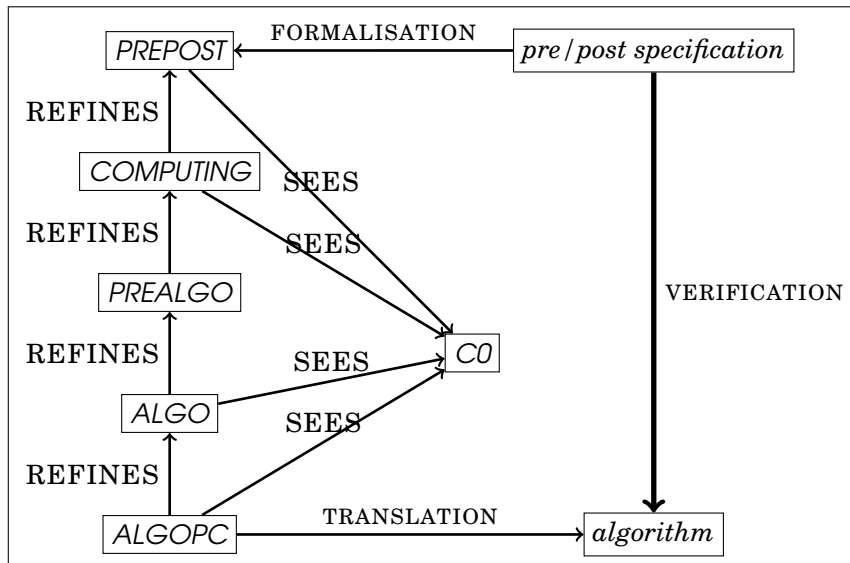 FORMALISATION
PREPOST
pre/post specification
REFINES
COMPUTING
SEES
REFINES
SEES
PREALGO
VERIFICATION
REFINES
SEES
C0
ALGO
SEES
REFINES
TRANSLATION
ALGOPC
algorithm